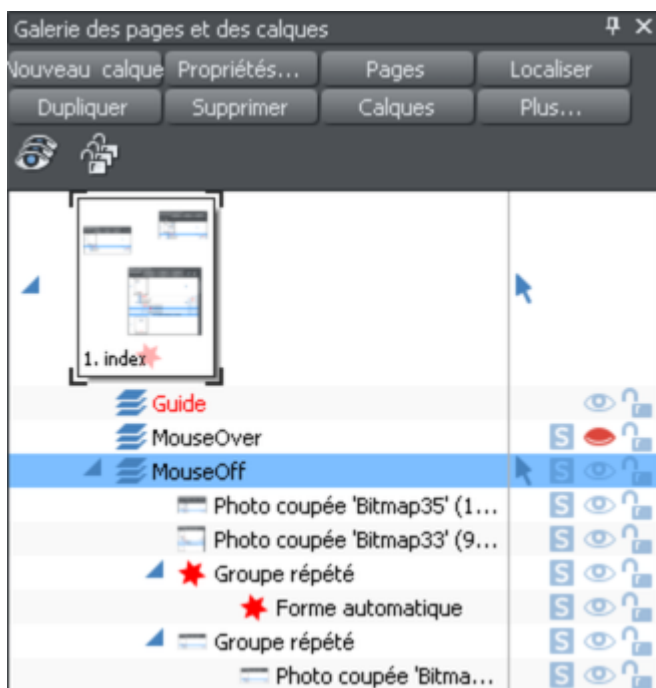 Galerie des pages et des calques
Nouveau calque Propriétés... Pages Localiser
Dupliquer Supprimer Calques Plus...
1. index
Guide
MouseOver S
MouseOff S
Photo coupée 'Bitmap35' (1... S
Photo coupée 'Bitmap33' (9... S
Groupe répété S
Forme automatique S
Groupe répété S
Photo coupée 'Bitma... S